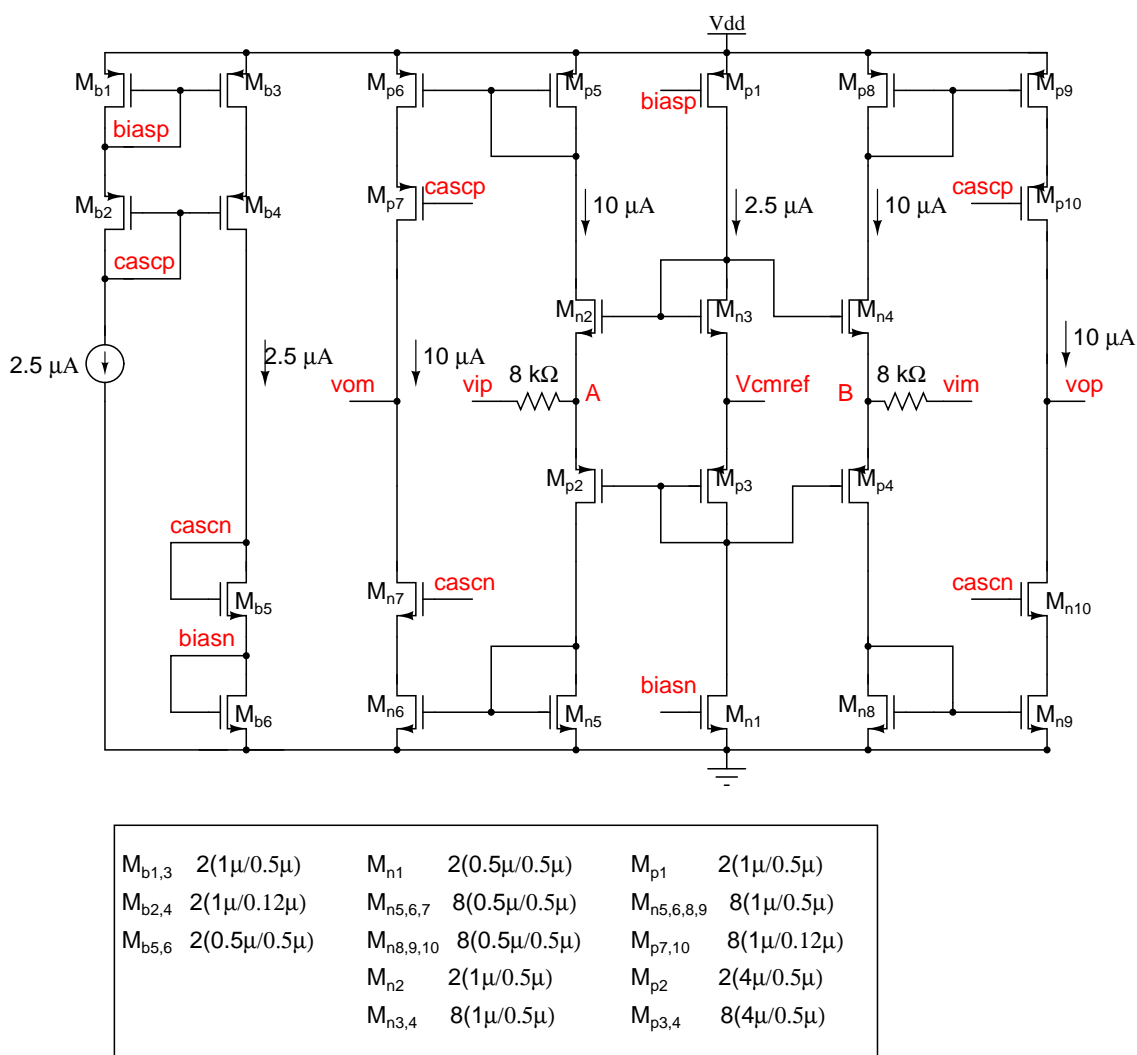 Vdd
Mb1
Mb3
Mp6
Mp5
Mp1
Mp8
Mp9
biasp
biasp
Mb2
Mb4
Mp7
cascp
cascp
Mp10
cascp
10 μA
2.5 μA
10 μA
Mn2
Mn3
Mn4
2.5 μA
2.5 μA
10 μA
10 μA
vom
vip
8 kΩ
A
Vcmref
B
8 kΩ
vim
vop
Mp2
Mp3
Mp4
cascn
Mb5
Mn7
cascn
cascn
Mn10
biasn
biasn
Mb6
Mn6
Mn5
Mn1
Mn8
Mn9
Mb1,3 2(1μ/0.5μ) Mn1 2(0.5μ/0.5μ) Mp1 2(1μ/0.5μ)
Mb2,4 2(1μ/0.12μ) Mn5,6,7 8(0.5μ/0.5μ) Mn5,6,8,9 8(1μ/0.5μ)
Mb5,6 2(0.5μ/0.5μ) Mn8,9,10 8(0.5μ/0.5μ) Mp7,10 8(1μ/0.12μ)
Mn2 2(1μ/0.5μ) Mp2 2(4μ/0.5μ)
Mn3,4 8(1μ/0.5μ) Mp3,4 8(4μ/0.5μ)